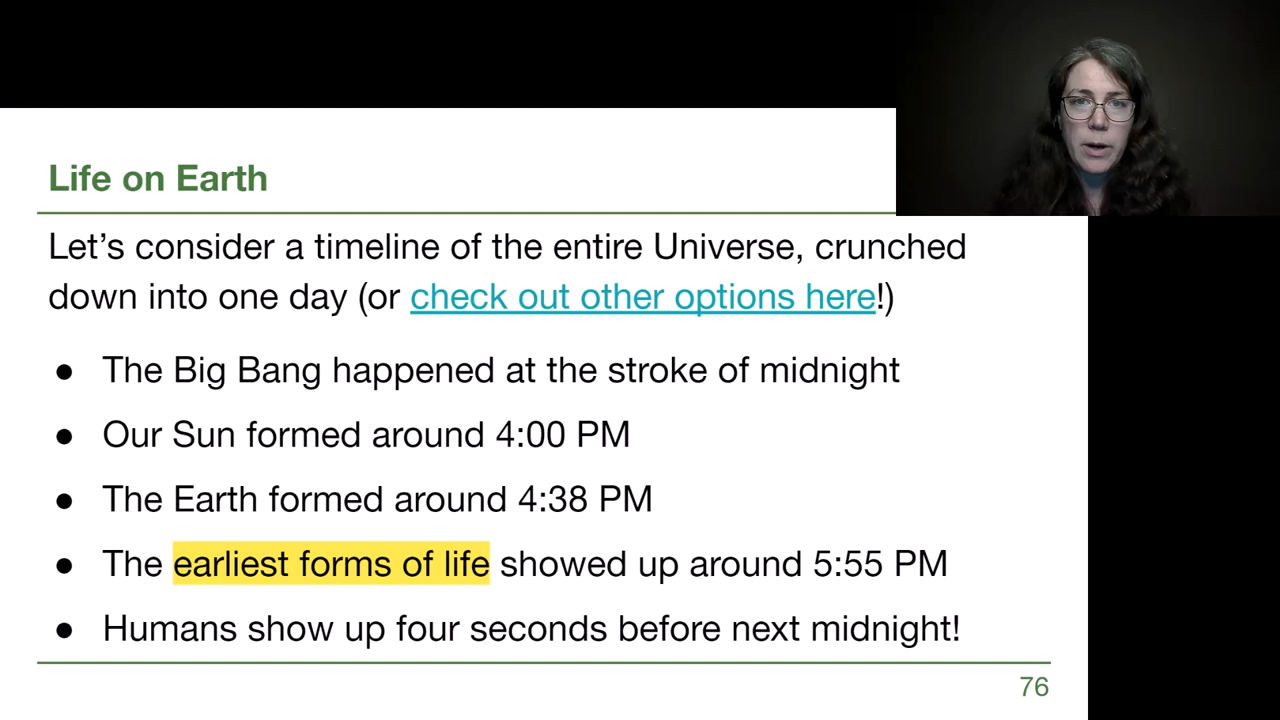 Life on Earth
Let’s consider a timeline of the entire Universe, crunched
down into one day (or check out other options here!)
● The Big Bang happened at the stroke of midnight
● Our Sun formed around 4:00 PM
● The Earth formed around 4:38 PM
● The earliest forms of life showed up around 5:55 PM
● Humans show up four seconds before next midnight!
76